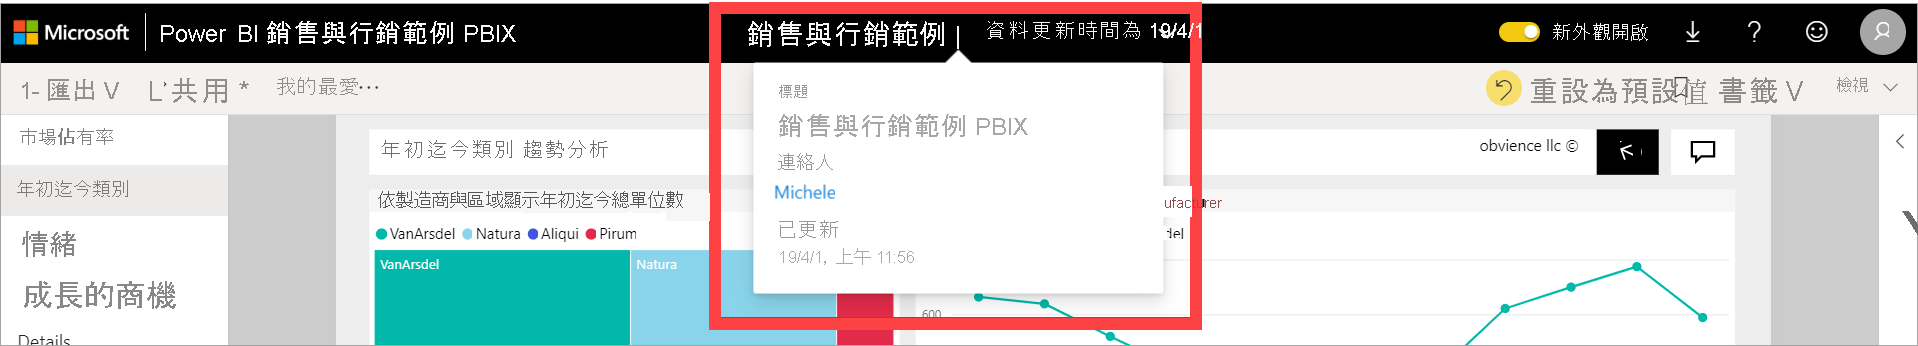 Microsoft Power BI 銷售與行銷範例 PBIX
銷售與行銷範例 | 資料更新時間為 19/4/1
新外觀開啟
1- 匯出 V L' 共用 * 我的最愛…
重設為預設值 書籤 V 檢視
市場佔有率
年初迄今類別
情緒
成長的商機
Details
年初迄今類別 趨勢分析
obvience llc ©
依製造商與區域顯示年初迄今總單位數
VanArsdel Natura Aliqui Pirum
VanArsdel
Natura
標題
銷售與行銷範例 PBIX
連絡人
Michele
已更新
19/4/1, 上午 11:56
ufacturer
del
600